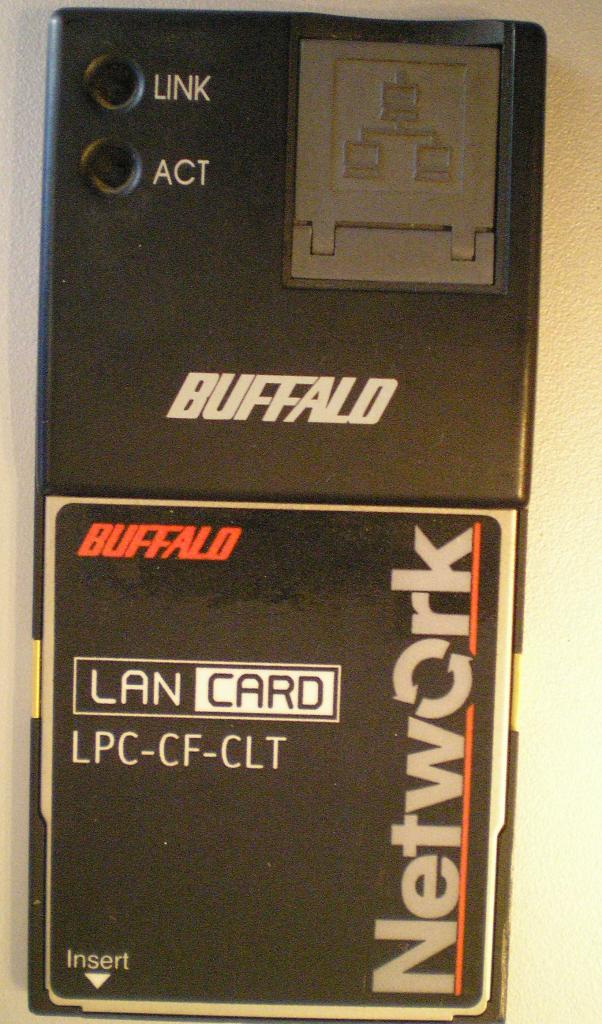 LINK
ACT
BUFFALO
BUFFALO
LAN CARD
LPC-CF-CLT
Network
Insert